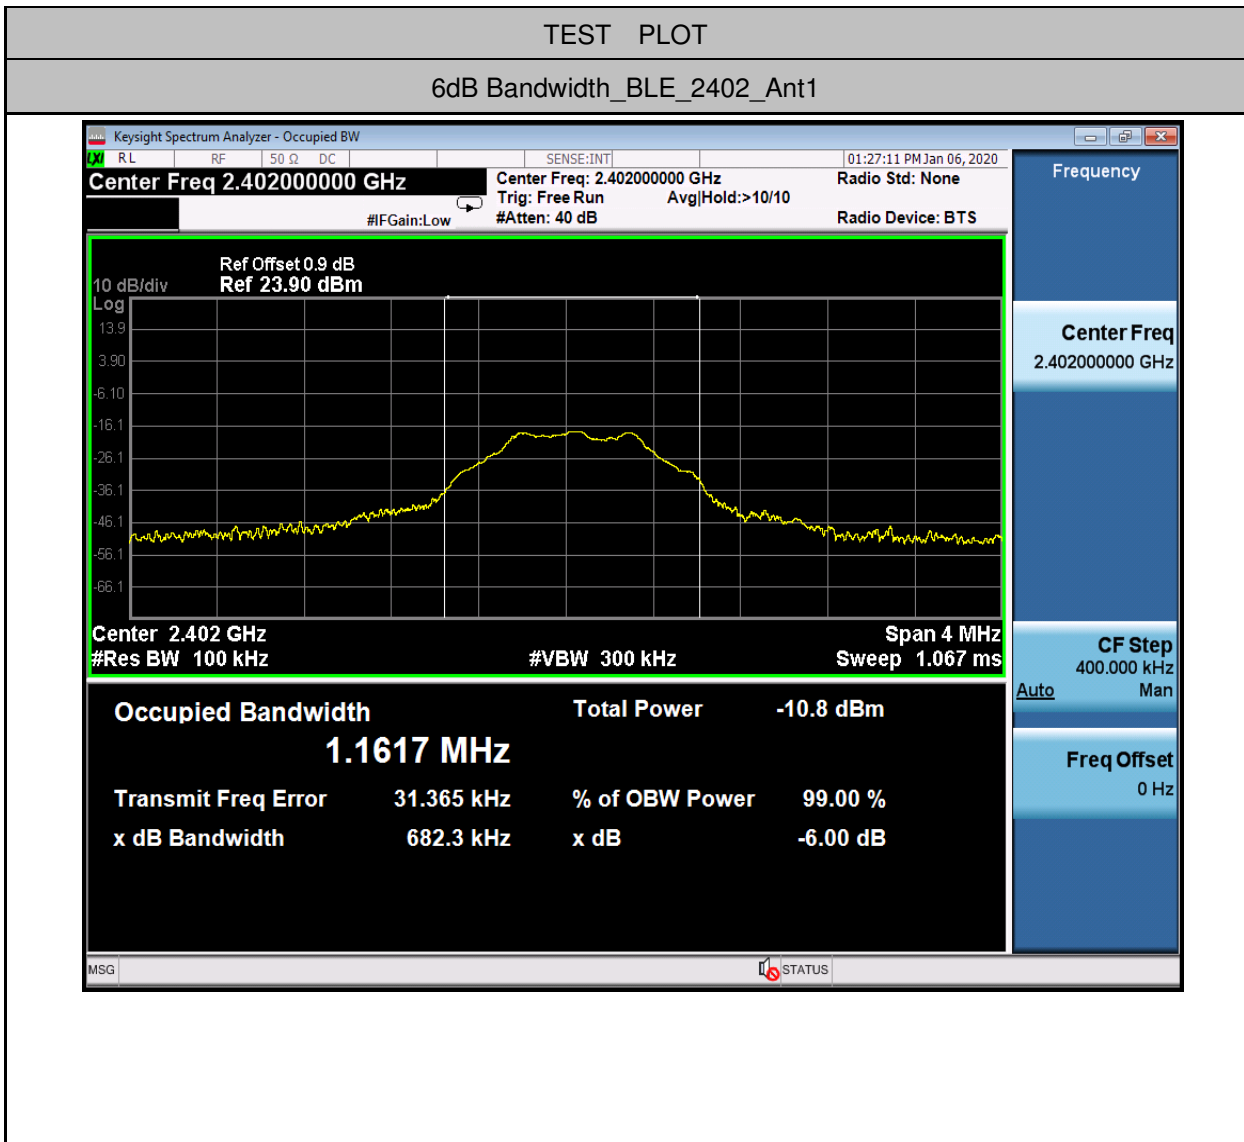 TEST PLOT
6dB Bandwidth_BLE_2402_Ant1
Keysight Spectrum Analyzer - Occupied BW
LXI RL RF 50 Ω DC SENSE:INT 01:27:11 PM Jan 06, 2020
Center Freq 2.402000000 GHz
Center Freq: 2.402000000 GHz
Radio Std: None
Trig: Free Run Avg|Hold:>10/10
#IFGain:Low
#Atten: 40 dB
Radio Device: BTS
Ref Offset 0.9 dB
10 dB/div Ref 23.90 dBm
Log
13.9
3.90
-6.10
-16.1
-26.1
-36.1
-46.1
-56.1
-66.1
Center 2.402 GHz Span 4 MHz
#Res BW 100 kHz #VBW 300 kHz Sweep 1.067 ms
Occupied Bandwidth Total Power -10.8 dBm
1.1617 MHz
Transmit Freq Error 31.365 kHz % of OBW Power 99.00 %
x dB Bandwidth 682.3 kHz x dB -6.00 dB
Frequency
Center Freq
2.402000000 GHz
CF Step
400.000 kHz
Auto Man
Freq Offset
0 Hz
MSG STATUS